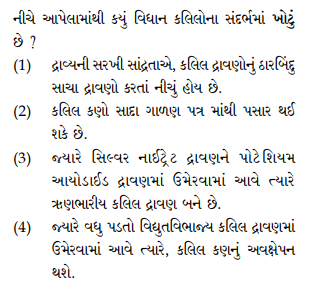 નીચે આપેલામાંથી કયું વિધાન કલિલોના સંદર્ભમાં ખોટું
છે ?
(1) દ્રાવ્યની સરખી સાંદ્રતાએ, કલિલ દ્રાવણોનું ઠારબિંદુ
સાચા દ્રાવણો કરતાં નીચું હોય છે.
(2) કલિલ કણો સાદા ગાળણ પત્ર માંથી પસાર થઈ
શકે છે.
(3) જ્યારે સિલ્વર નાઈટ્રેટ દ્રાવણને પોટેશિયમ
આયોડાઈડ દ્રાવણમાં ઉમેરવામાં આવે ત્યારે
ઋણભારીય કલિલ દ્રાવણ બને છે.
(4) જ્યારે વધુ પડતો વિદ્યુતવિભાજ્ય કલિલ દ્રાવણમાં
ઉમેરવામાં આવે ત્યારે, કલિલ કણનું અવક્ષેપન
થશે.